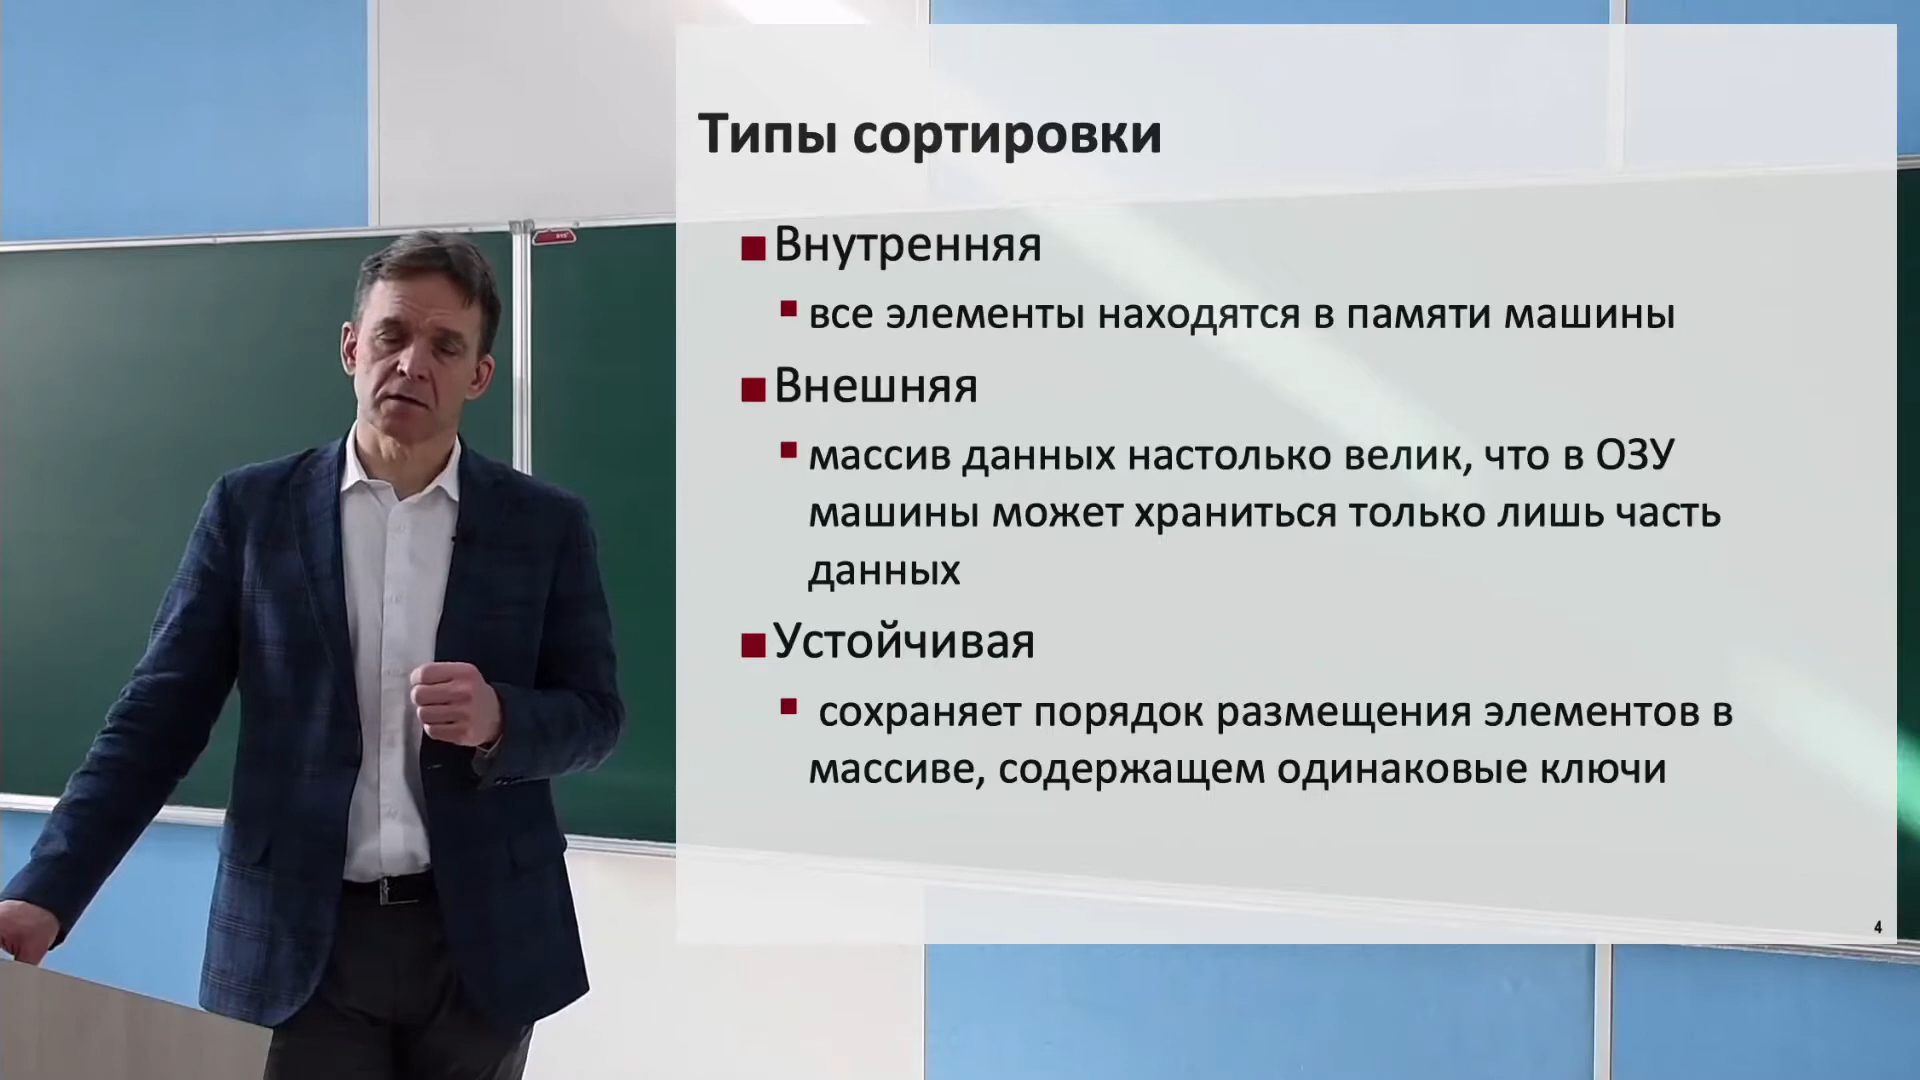 Типы сортировки
Внутренняя
все элементы находятся в памяти машины
Внешняя
массив данных настолько велик, что в ОЗУ
машины может храниться только лишь часть
данных
Устойчивая
сохраняет порядок размещения элементов в
массиве, содержащем одинаковые ключи
4